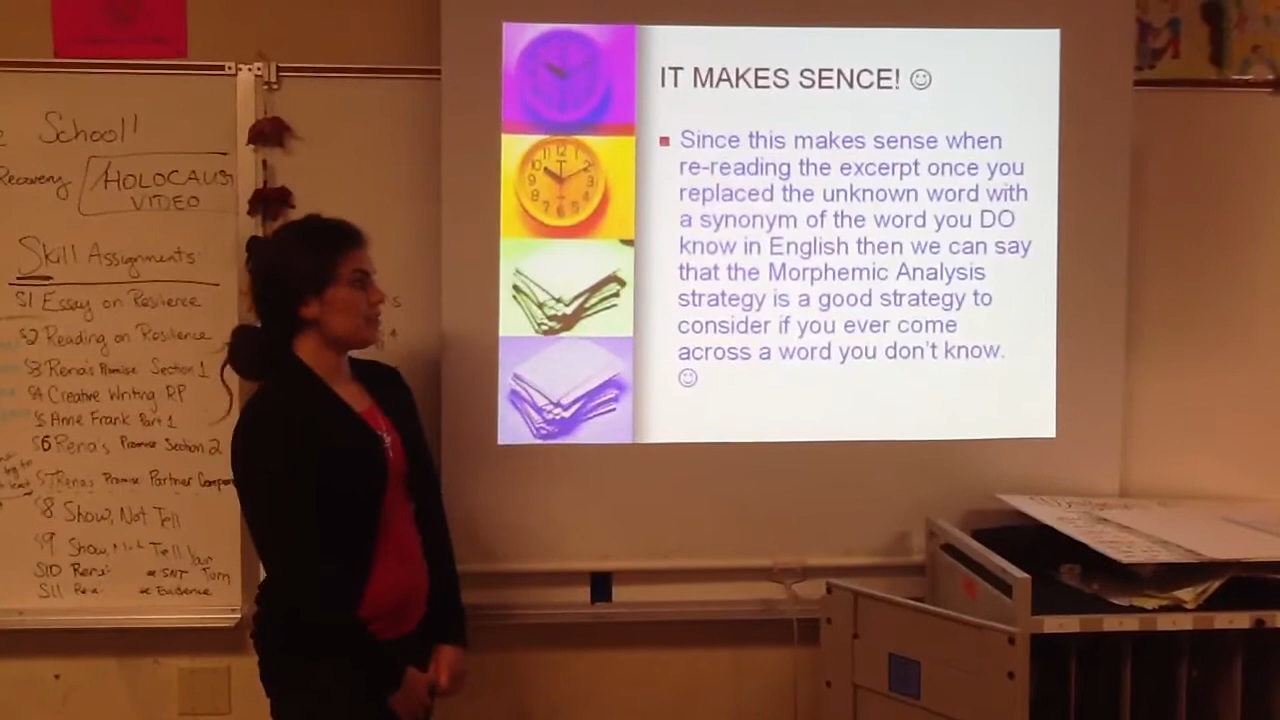 School!
Recovery
HOLOCAUS
VIDEO
Skill Assignments
S1 Essay on Resilience
S2 Reading on Resilience
S3 Rena's Promise Section 1
S4 Creative Writing RP
S5 Anne Frank Part 1
S6 Rena's Promise Section 2
S7 Rena's Promise Partner
S8 Show, Not Tell
S9 Show, Not Tell Your Turn
S10 SNT
S11 Evidence
IT MAKES SENCE! ☺
Since this makes sense when
re-reading the excerpt once you
replaced the unknown word with
a synonym of the word you DO
know in English then we can say
that the Morphemic Analysis
strategy is a good strategy to
consider if you ever come
across a word you don't know.
☺